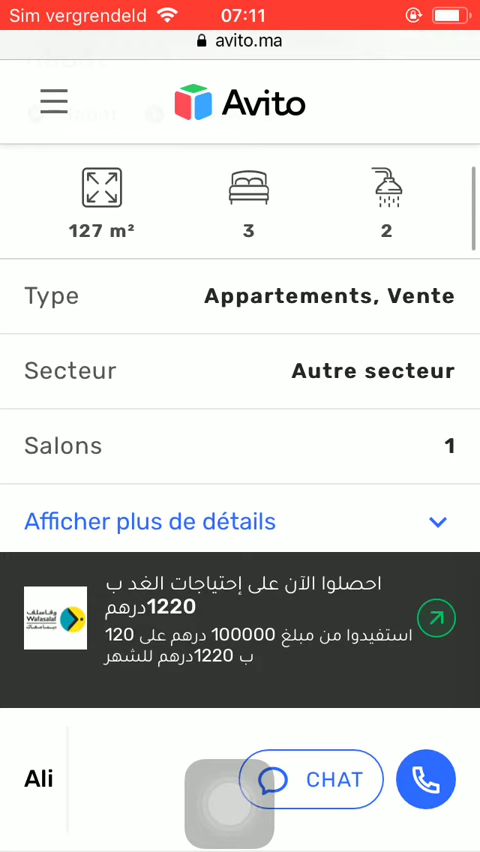 Sim vergrendeld
07:11
avito.ma
Avito
127 m²
3
2
Type
Appartements, Vente
Secteur
Autre secteur
Salons
1
Afficher plus de détails
احصلوا الآن على إحتياجات الغد ب
1220درهم
استفيدوا من مبلغ 100000 درهم على 120
ب 1220درهم للشهر
وفاسلف
Wafasalaf
Ali
CHAT